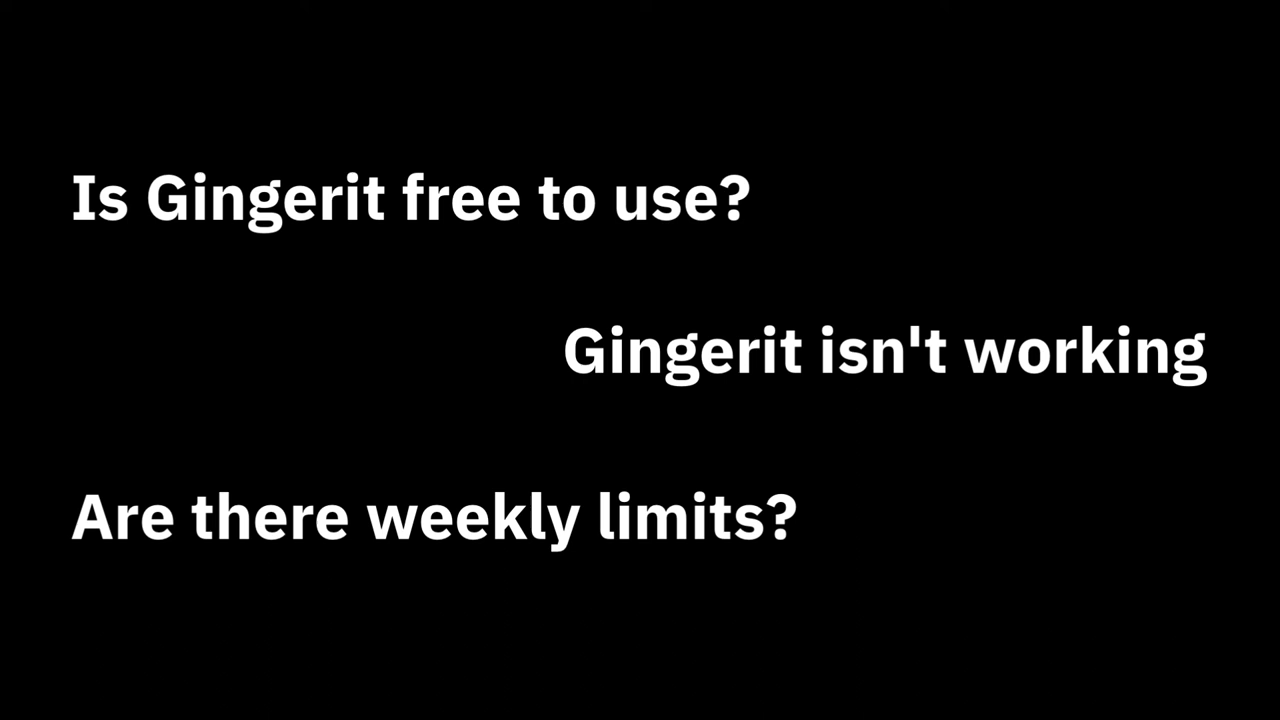 Is Gingerit free to use?
Gingerit isn't working
Are there weekly limits?